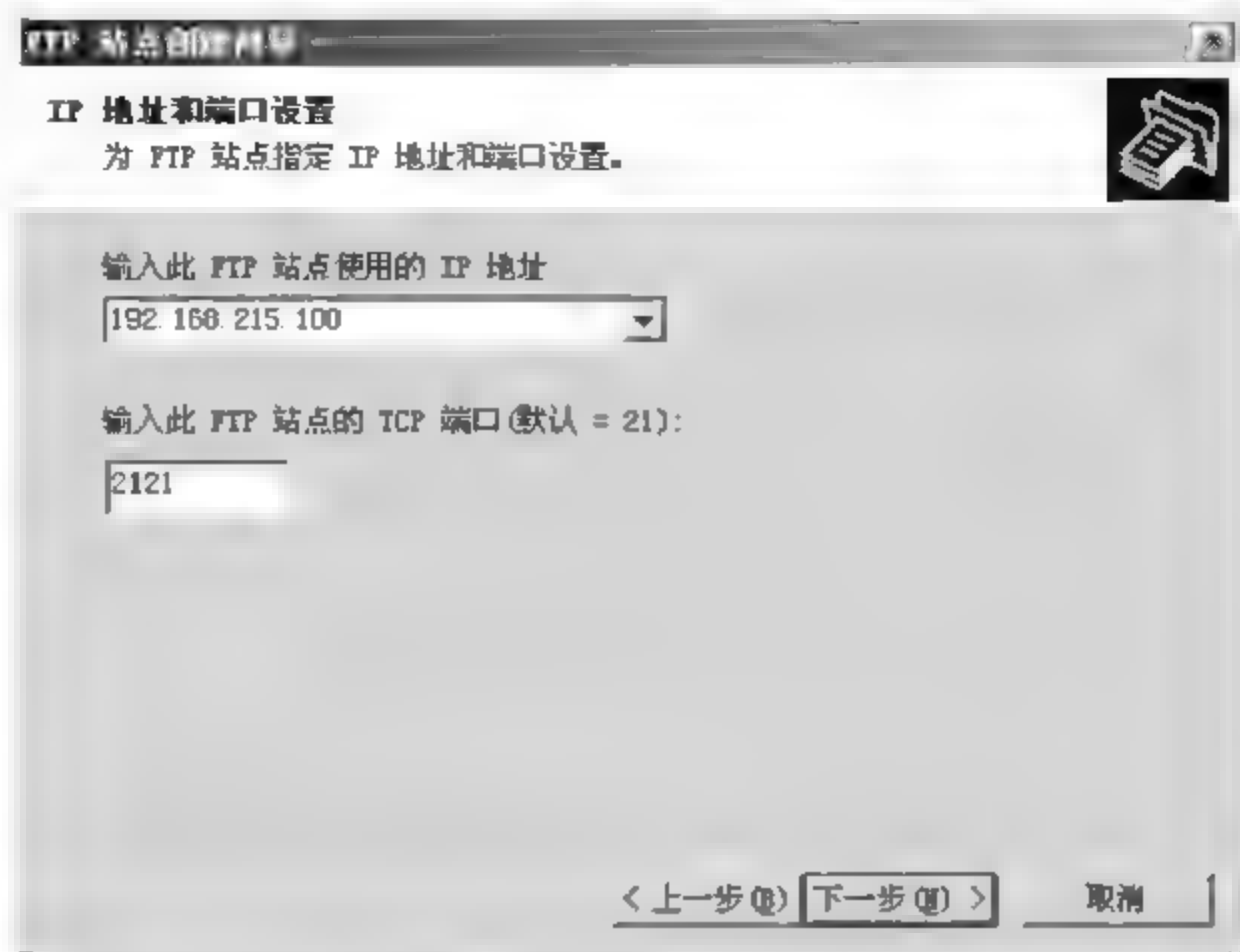 FTP 站点创建向导
IP 地址和端口设置
为 FTP 站点指定 IP 地址和端口设置。
输入此 FTP 站点使用的 IP 地址
192.168.215.100
输入此 FTP 站点的 TCP 端口(默认 = 21):
2121
< 上一步(B)
下一步(N) >
取消